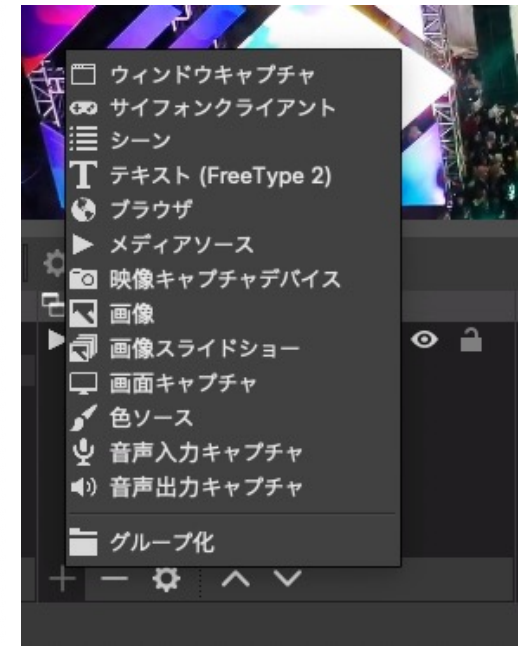 ウィンドウキャプチャ
サイフォンクライアント
シーン
テキスト (FreeType 2)
ブラウザ
メディアソース
映像キャプチャデバイス
画像
画像スライドショー
画面キャプチャ
色ソース
音声入力キャプチャ
音声出力キャプチャ
グループ化